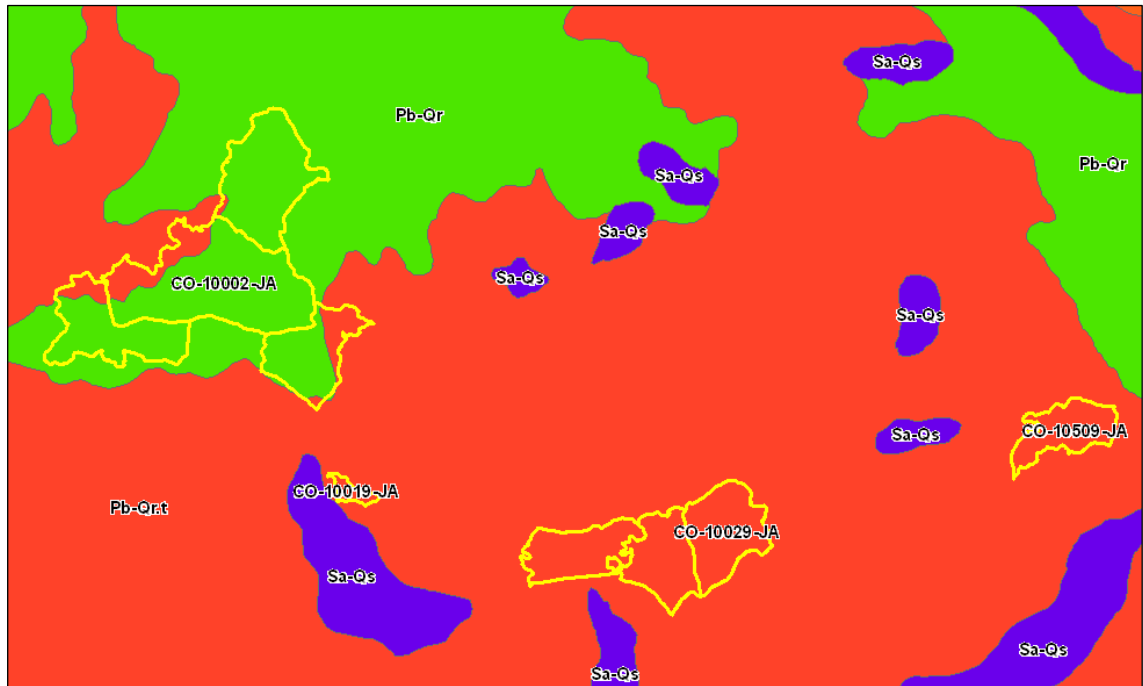 Sa-Qs
Pb-Qr
Pb-Qr
Sa-Qs
Sa-Qs
Sa-Qs
CO-10002-JA
Sa-Qs
Sa-Qs
CO-10509-JA
CO-10019-JA
Pb-Qr.t
CO-10029-JA
Sa-Qs
Sa-Qs
Sa-Qs